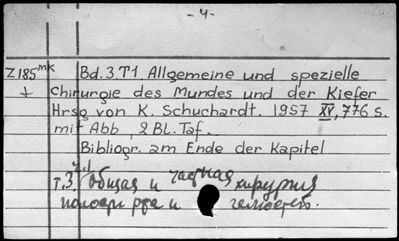 - 4 -
Z 185 mk Bd. 3, T1. Allgemeine und spezielle
Chirurgie des Mundes und der Kiefer
Hrsg von K. Schuchardt. 1957 XV, 776 S.
mit Abb, 2 Bl. Taf.
Bibliogr. am Ende der Kapitel
т. 3, ч. 1 Общая и частная хирургия
полости рта и челюстей.